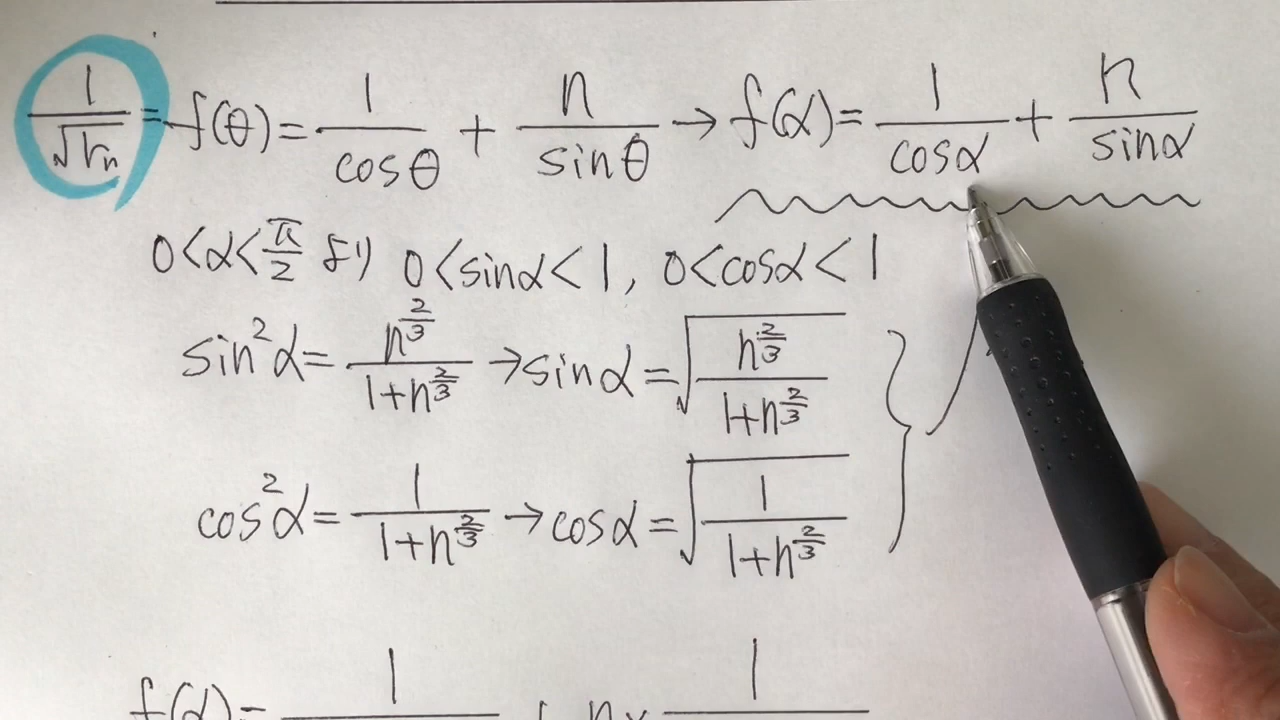 1/√rₙ = f(θ) = 1/cosθ + n/sinθ → f(α) = 1/cosα + n/sinα
0<α<π/2 より 0<sinα<1, 0<cosα<1
sin²α = n^(2/3)/(1+n^(2/3)) → sinα = √(n^(2/3)/(1+n^(2/3)))
cos²α = 1/(1+n^(2/3)) → cosα = √(1/(1+n^(2/3)))
f(α) = 1 + n× 1